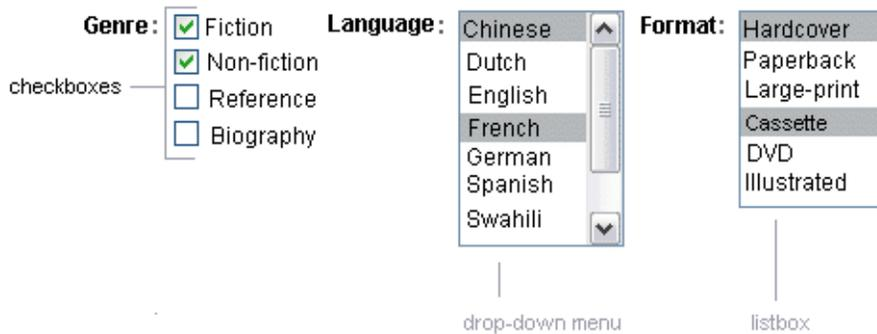 Genre:
Fiction
Non-fiction
Reference
Biography
checkboxes
Language:
Chinese
Dutch
English
French
German
Spanish
Swahili
drop-down menu
Format:
Hardcover
Paperback
Large-print
Cassette
DVD
Illustrated
listbox